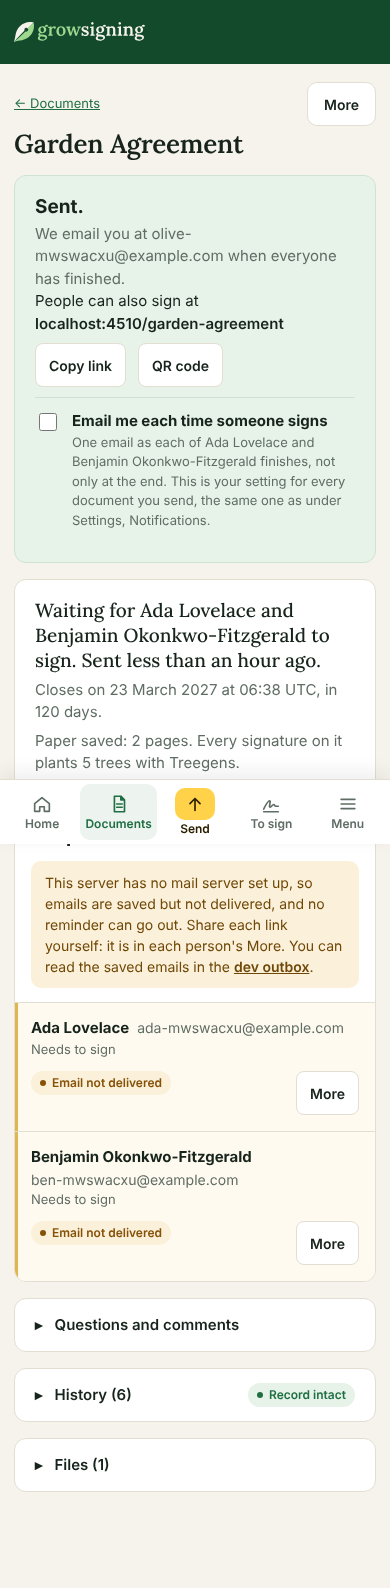 growsigning
← Documents
More
Garden Agreement
Sent.
We email you at olive-
mwswacxu@example.com when everyone
has finished.
People can also sign at
localhost:4510/garden-agreement
Copy link
QR code
Email me each time someone signs
One email as each of Ada Lovelace and
Benjamin Okonkwo-Fitzgerald finishes, not
only at the end. This is your setting for every
document you send, the same one as under
Settings, Notifications.
Waiting for Ada Lovelace and
Benjamin Okonkwo-Fitzgerald to
sign. Sent less than an hour ago.
Closes on 23 March 2027 at 06:38 UTC, in
120 days.
Paper saved: 2 pages. Every signature on it
plants 5 trees with Treegens.
Home
Documents
Send
To sign
Menu
This server has no mail server set up, so
emails are saved but not delivered, and no
reminder can go out. Share each link
yourself: it is in each person's More. You can
read the saved emails in the dev outbox.
Ada Lovelace ada-mwswacxu@example.com
Needs to sign
Email not delivered
More
Benjamin Okonkwo-Fitzgerald
ben-mwswacxu@example.com
Needs to sign
Email not delivered
More
Questions and comments
History (6)
Record intact
Files (1)